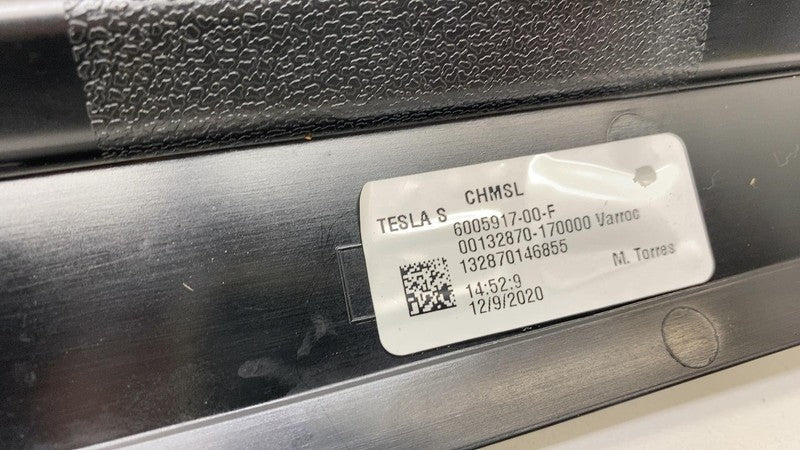 TESLA S CHMSL
6005917-00-F
00132870-170000 Varroc
132870146855
M. Torres
14:52:9
12/9/2020